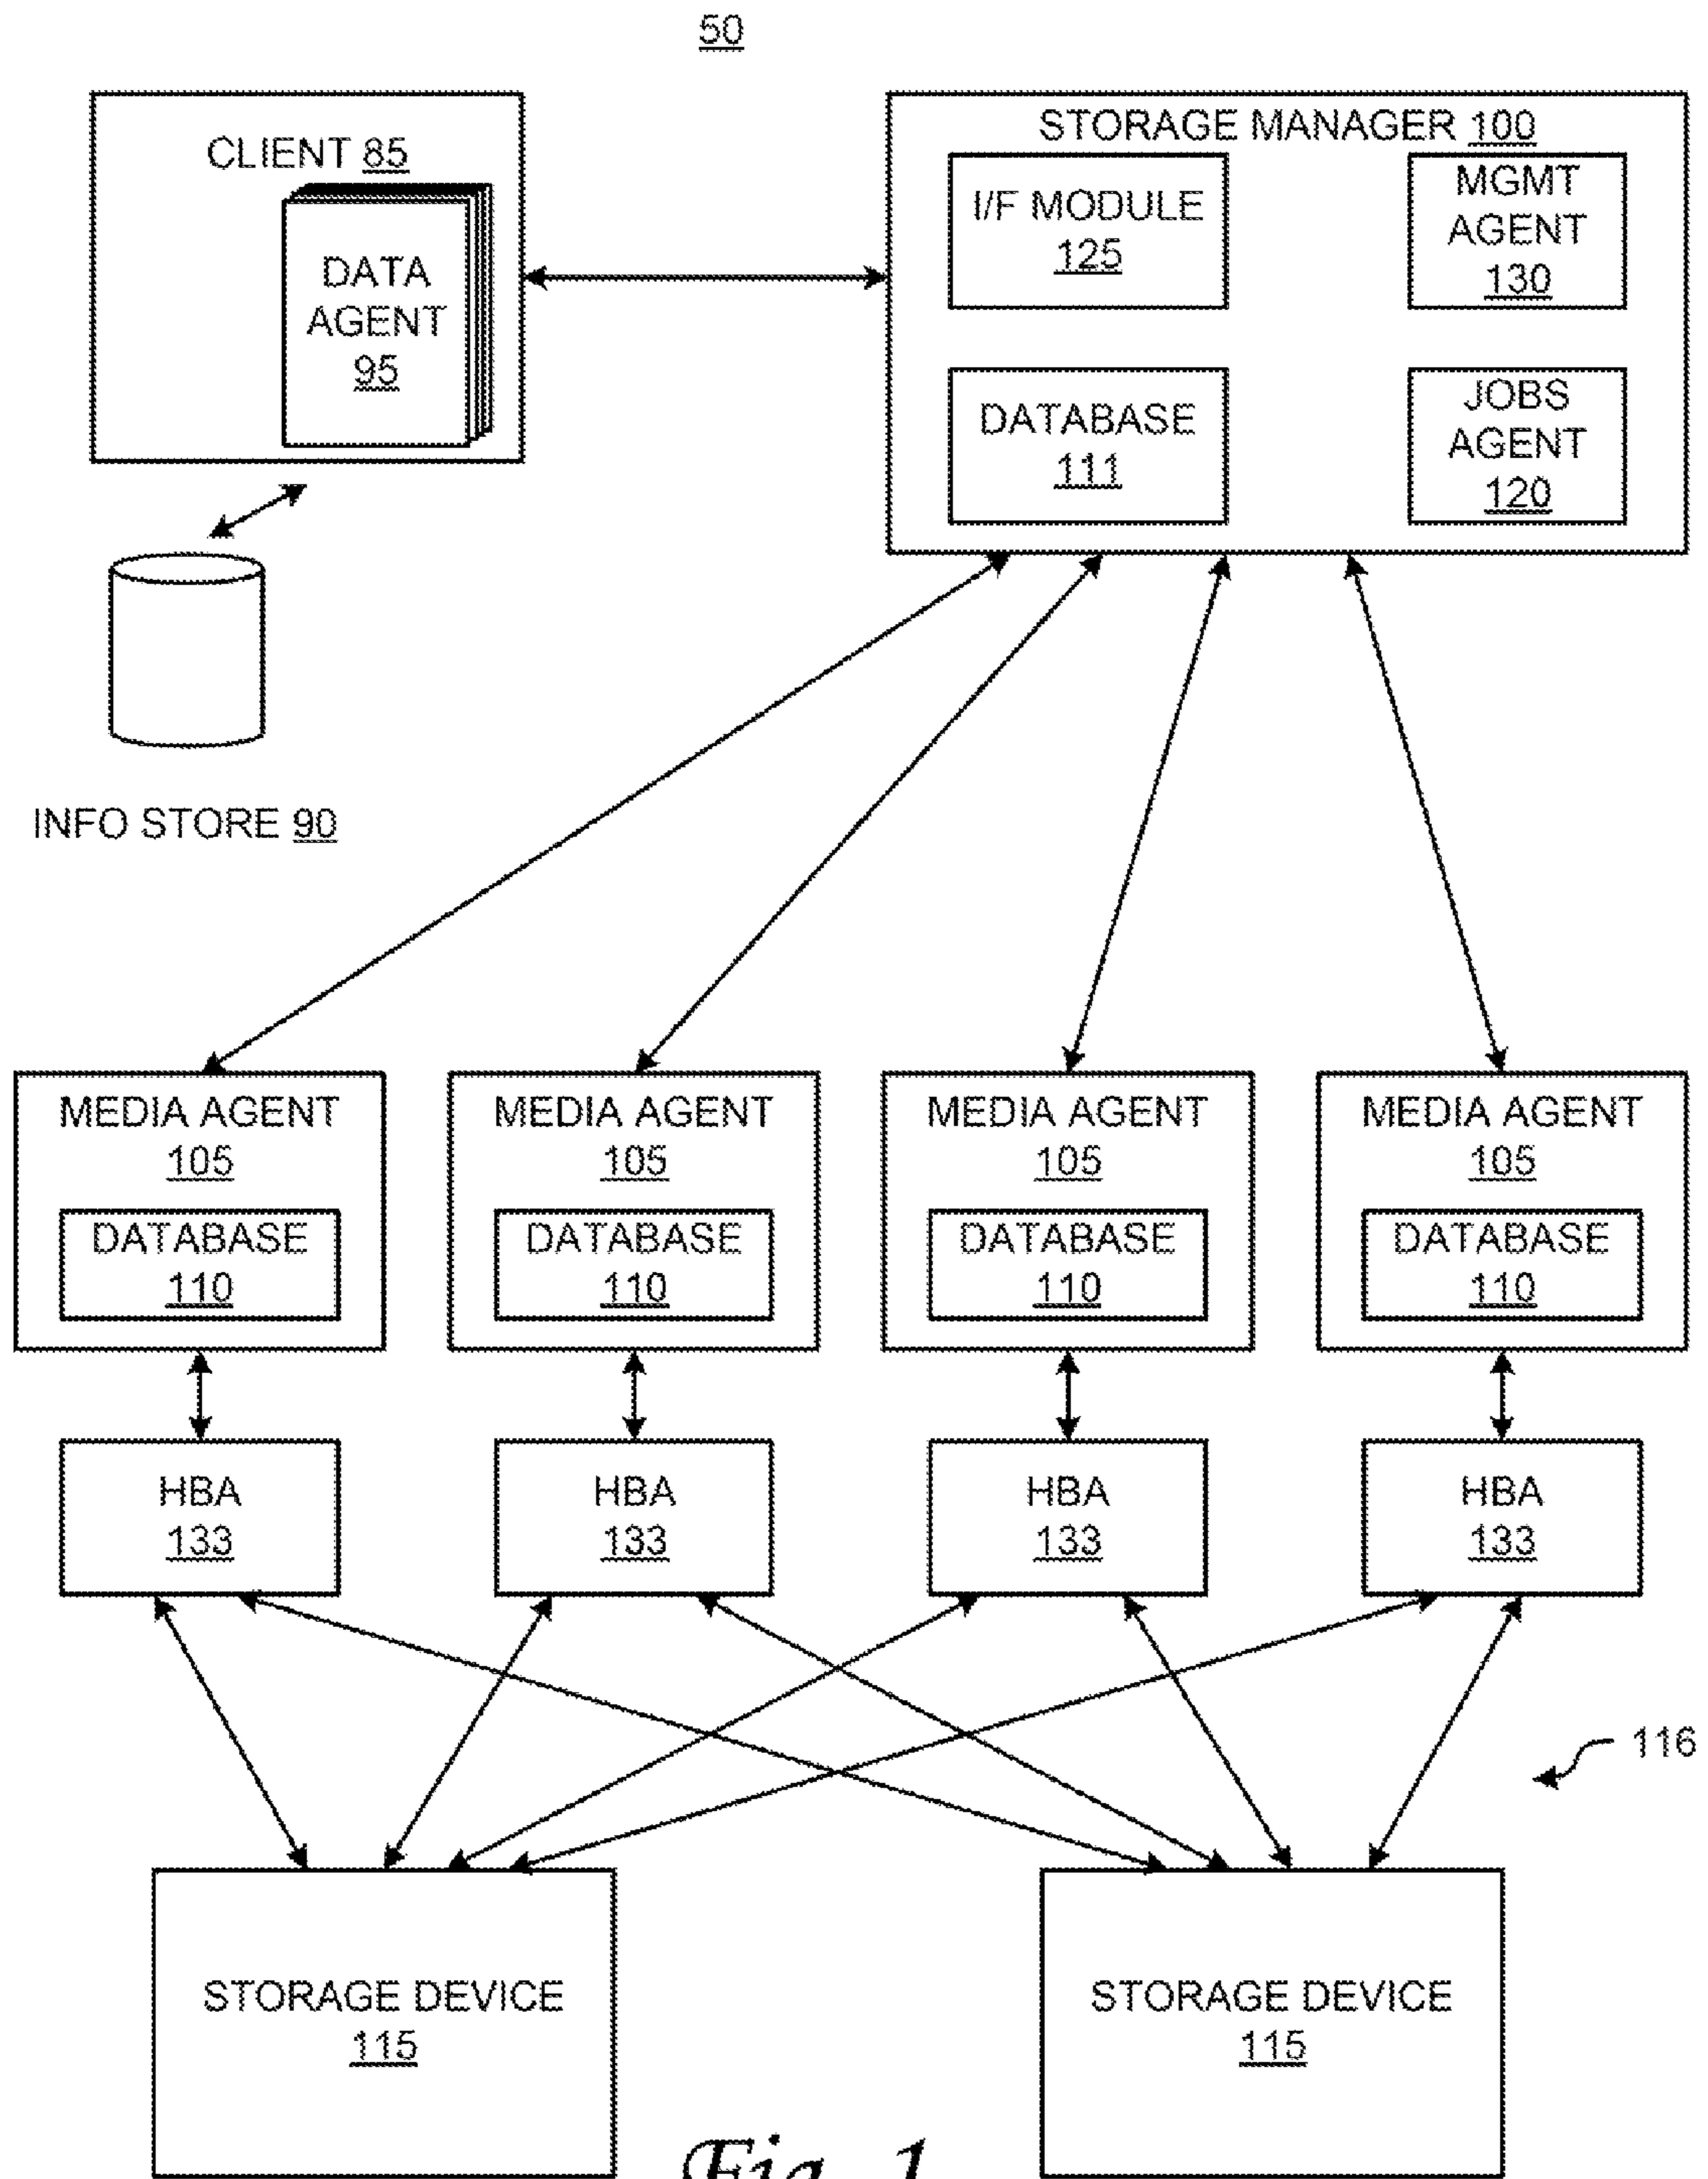 50
CLIENT 85
DATA
AGENT
95
INFO STORE 90
STORAGE MANAGER 100
I/F MODULE
125
MGMT
AGENT
130
DATABASE
111
JOBS
AGENT
120
MEDIA AGENT
105
DATABASE
110
MEDIA AGENT
105
DATABASE
110
MEDIA AGENT
105
DATABASE
110
MEDIA AGENT
105
DATABASE
110
HBA
133
HBA
133
HBA
133
HBA
133
116
STORAGE DEVICE
115
STORAGE DEVICE
115
Fig. 1